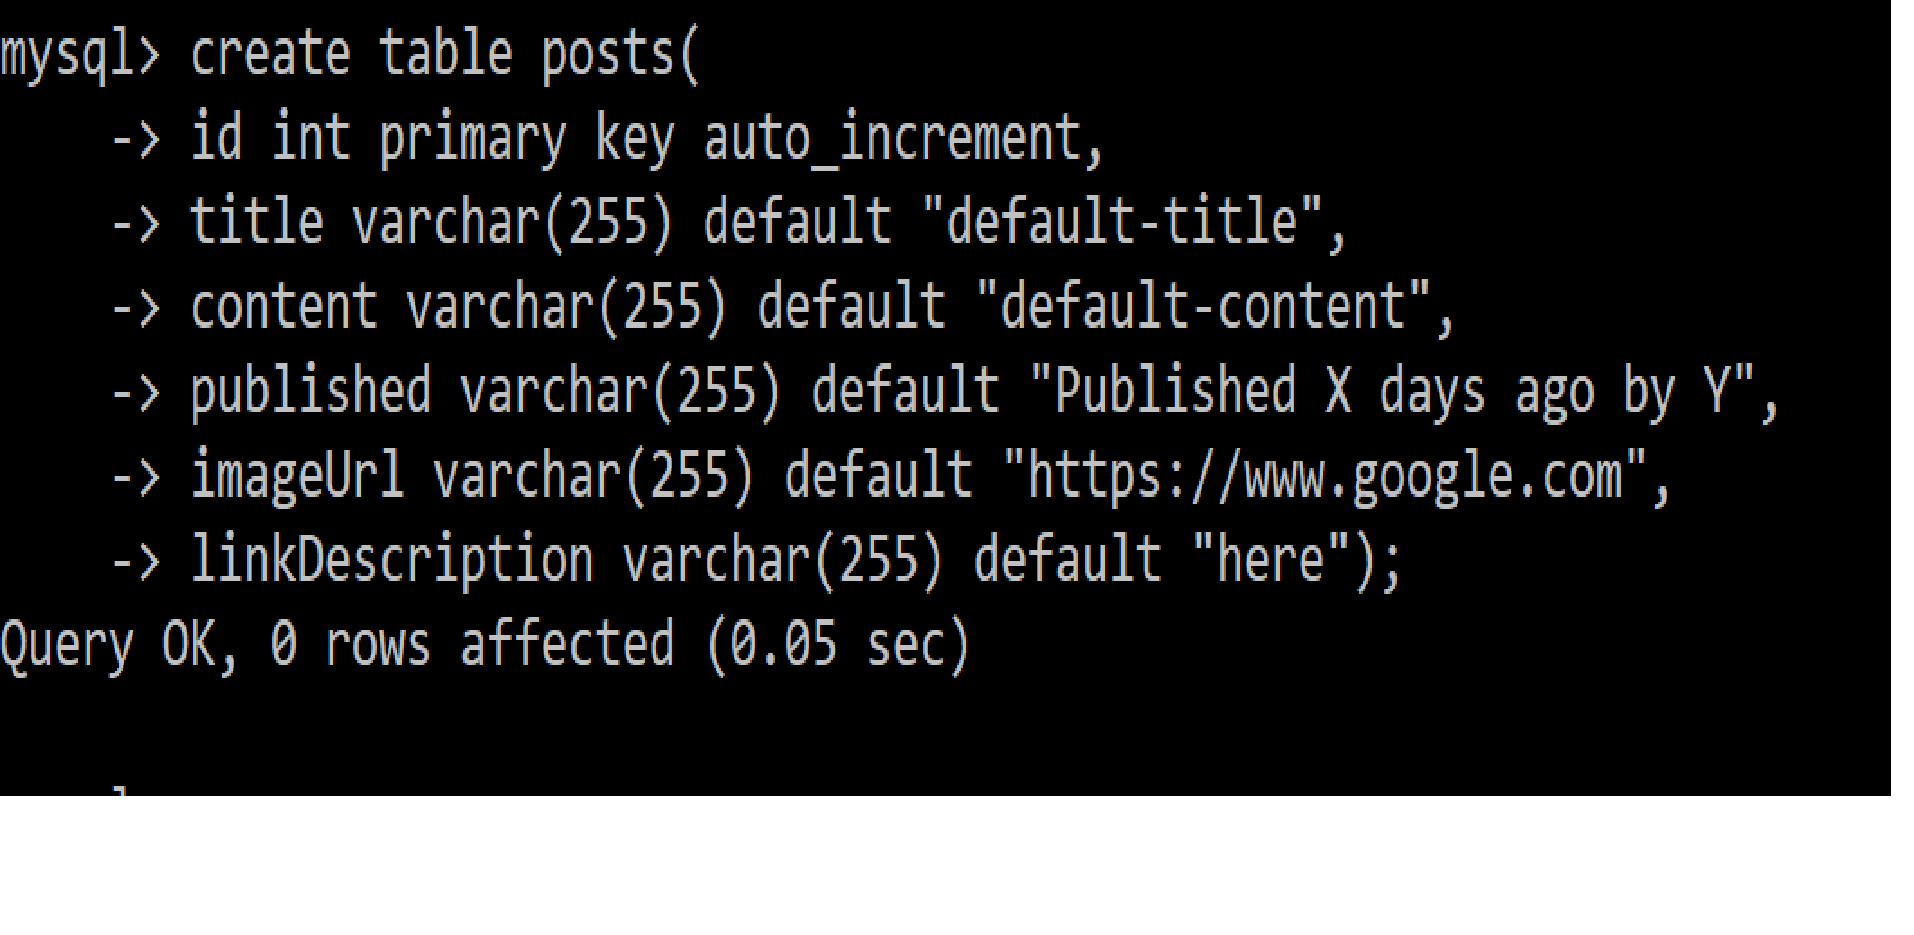 mysql> create table posts(
    -> id int primary key auto_increment,
    -> title varchar(255) default "default-title",
    -> content varchar(255) default "default-content",
    -> published varchar(255) default "Published X days ago by Y",
    -> imageUrl varchar(255) default "https://www.google.com",
    -> linkDescription varchar(255) default "here");
Query OK, 0 rows affected (0.05 sec)